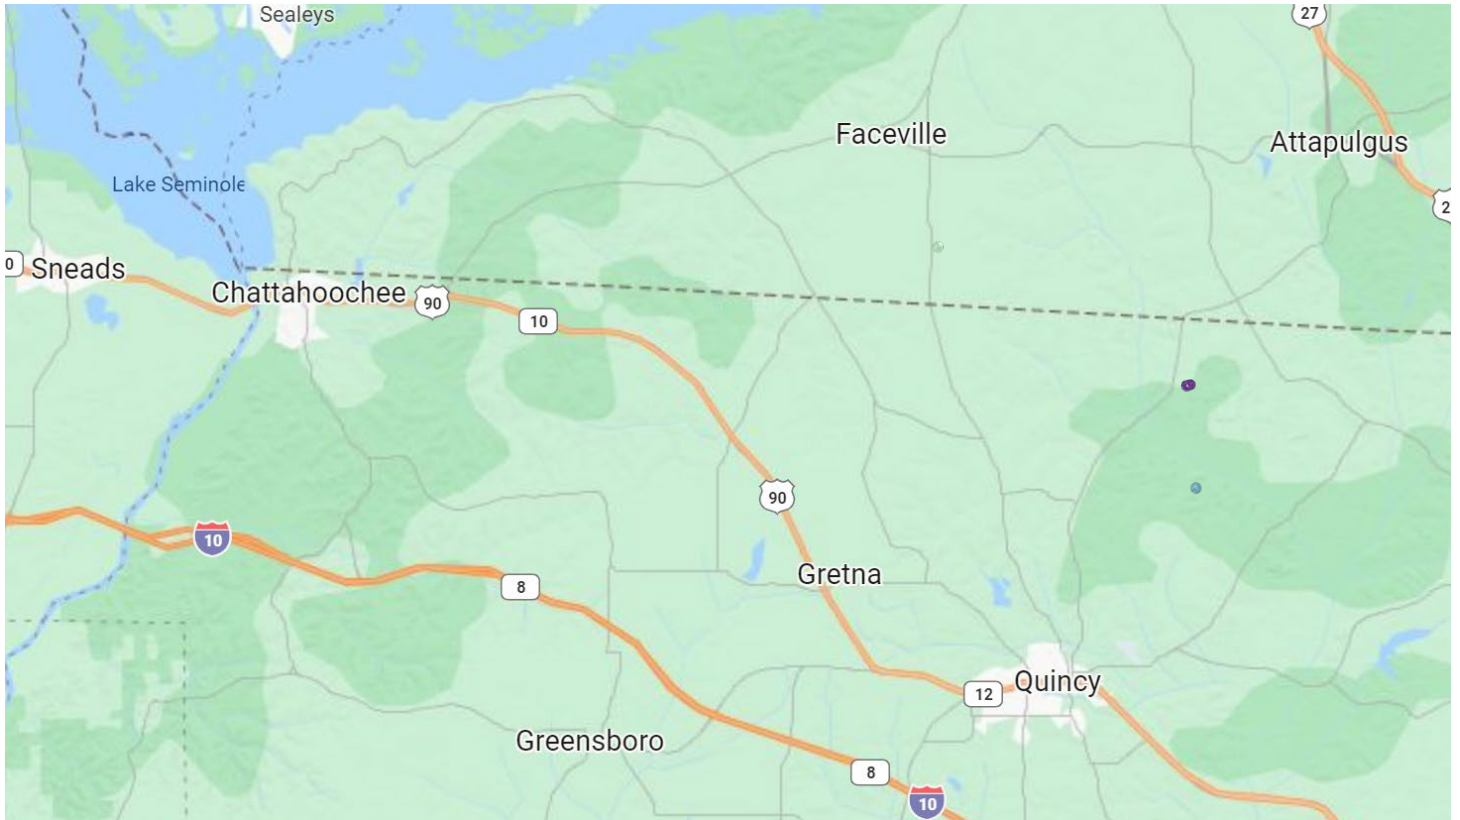 Sealeys
27
Faceville
Attapulgus
Lake Seminole
2
0
Sneads
Chattahoochee
90
10
90
10
8
Gretna
Quincy
12
Greensboro
8
10